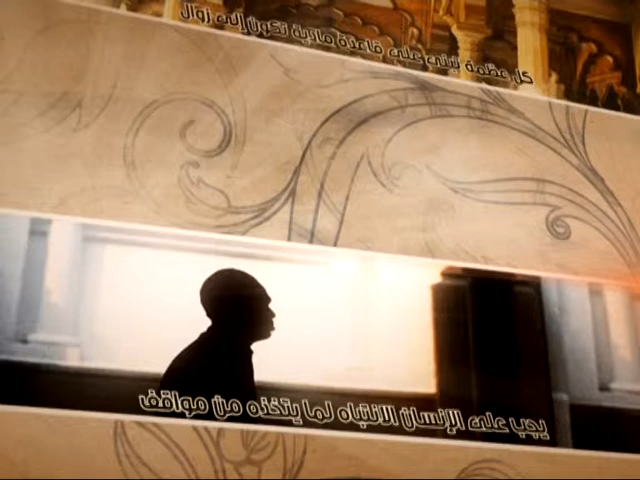 كل عظمة تبنى على قاعدة مادية تكون إلى زوال
يجب على الإنسان الانتباه لما يتخذه من مواقف